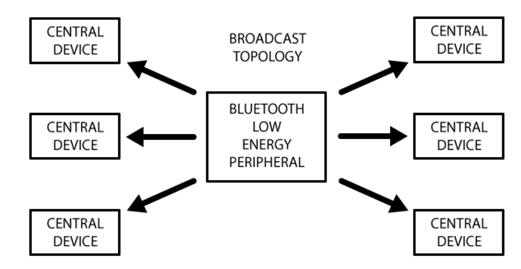 CENTRAL
DEVICE
BROADCAST
TOPOLOGY
CENTRAL
DEVICE
CENTRAL
DEVICE
BLUETOOTH
LOW
ENERGY
PERIPHERAL
CENTRAL
DEVICE
CENTRAL
DEVICE
CENTRAL
DEVICE